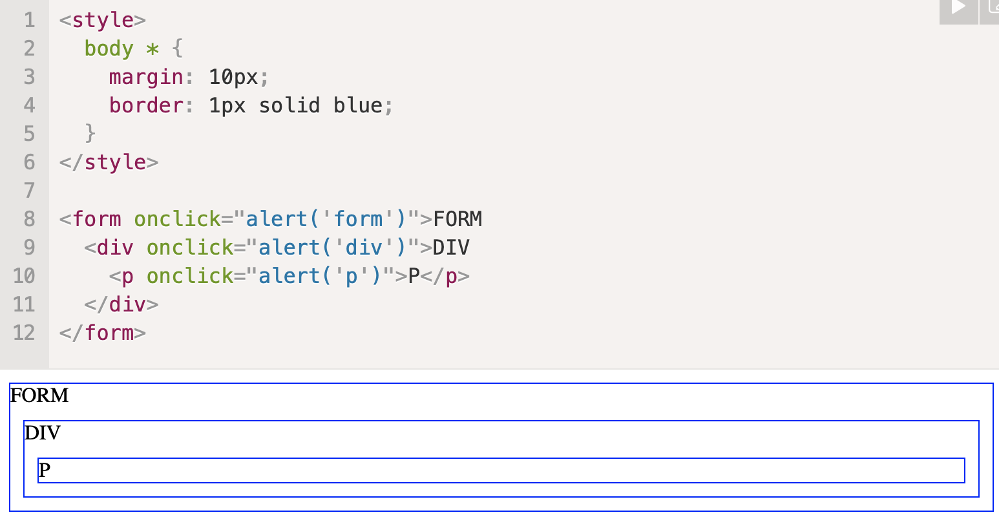 1 <style>
2 body * {
3 margin: 10px;
4 border: 1px solid blue;
5 }
6 </style>
7
8 <form onclick="alert('form')">FORM
9 <div onclick="alert('div')">DIV
10 <p onclick="alert('p')">P</p>
11 </div>
12 </form>
FORM
DIV
P